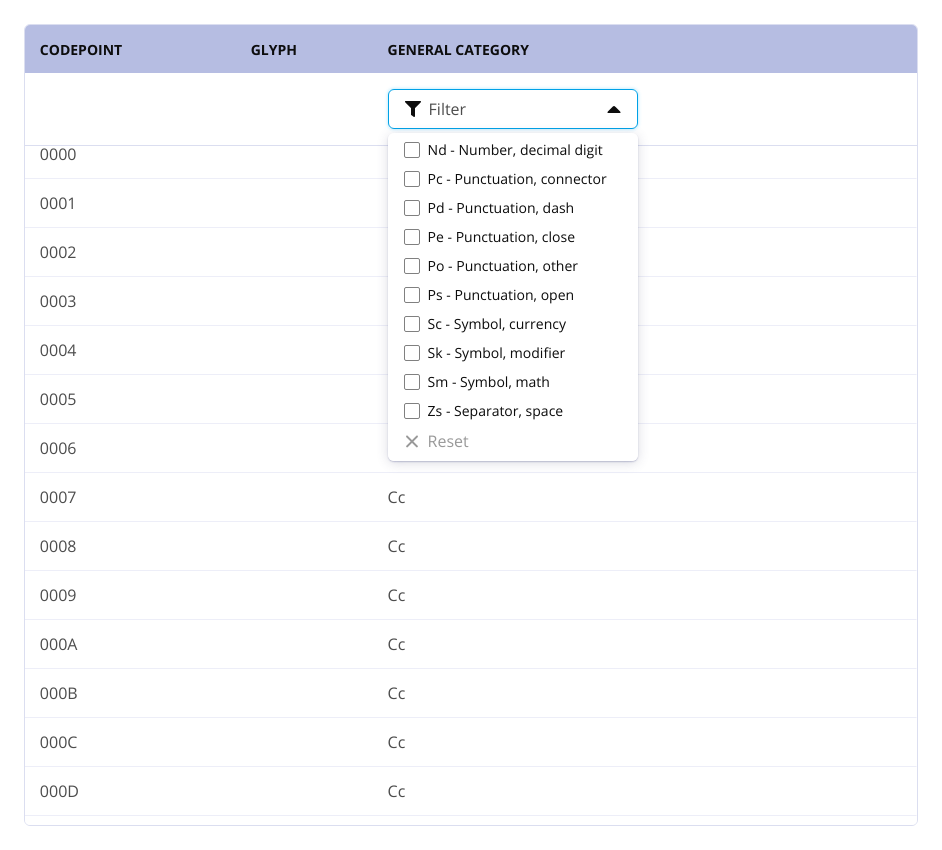 CODEPOINT GLYPH GENERAL CATEGORY
Filter
0000 Nd - Number, decimal digit
Pc - Punctuation, connector
0001
Pd - Punctuation, dash
Pe - Punctuation, close
0002
Po - Punctuation, other
0003 Ps - Punctuation, open
Sc - Symbol, currency
0004 Sk - Symbol, modifier
Sm - Symbol, math
0005
Zs - Separator, space
0006 Reset
0007 Cc
0008 Cc
0009 Cc
000A Cc
000B Cc
000C Cc
000D Cc